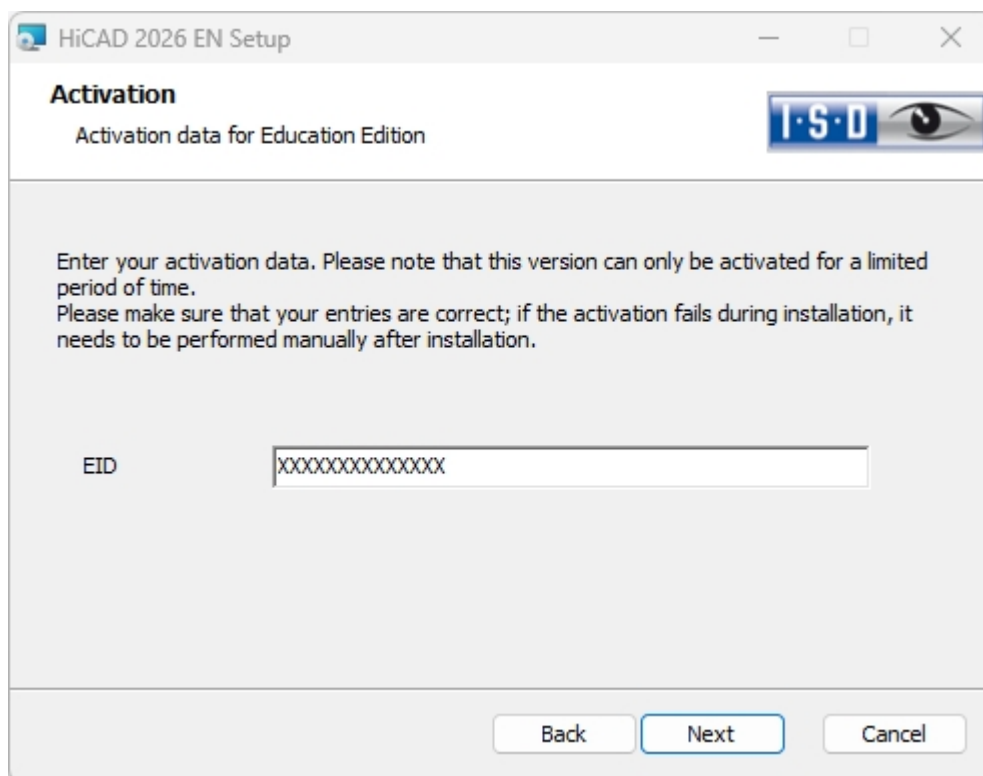 HiCAD 2026 EN Setup
Activation
Activation data for Education Edition
I·S·D
Enter your activation data. Please note that this version can only be activated for a limited
period of time.
Please make sure that your entries are correct; if the activation fails during installation, it
needs to be performed manually after installation.
EID XXXXXXXXXXXXXX
Back Next Cancel